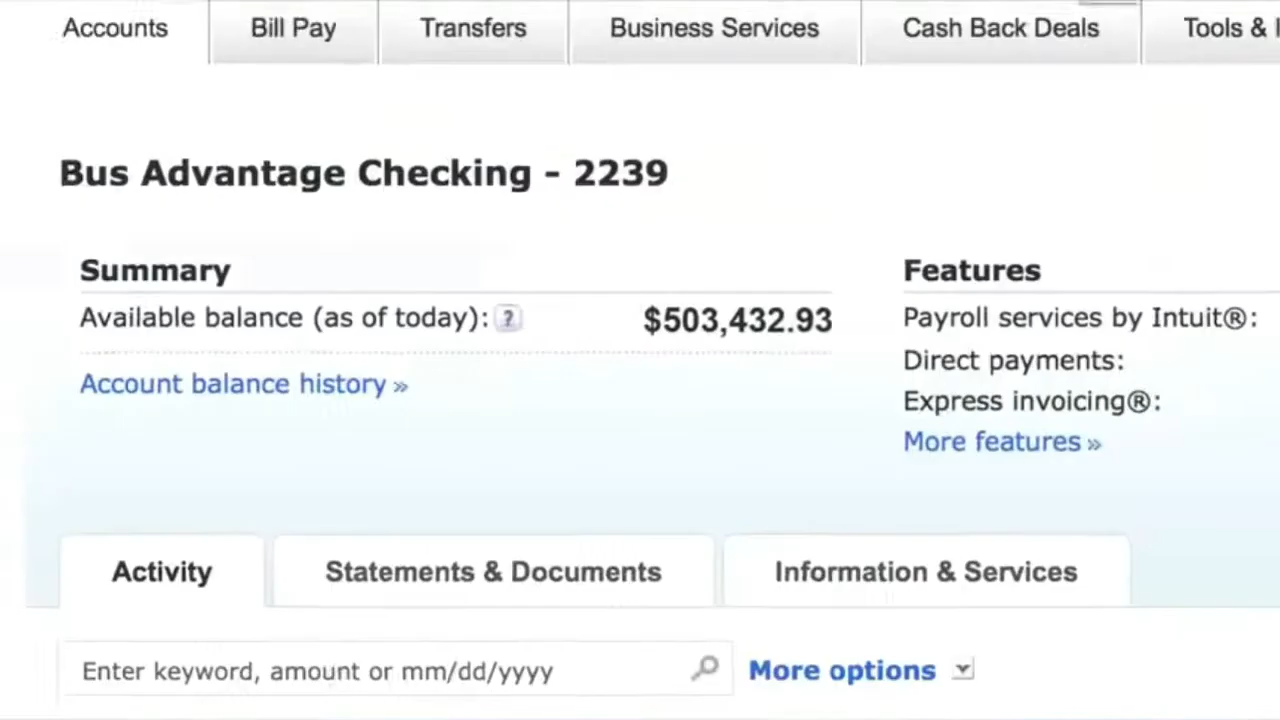 Accounts Bill Pay Transfers Business Services Cash Back Deals Tools &
Bus Advantage Checking - 2239
Summary
Available balance (as of today): ? $503,432.93
Account balance history »
Features
Payroll services by Intuit®:
Direct payments:
Express invoicing®:
More features »
Activity Statements & Documents Information & Services
Enter keyword, amount or mm/dd/yyyy More options